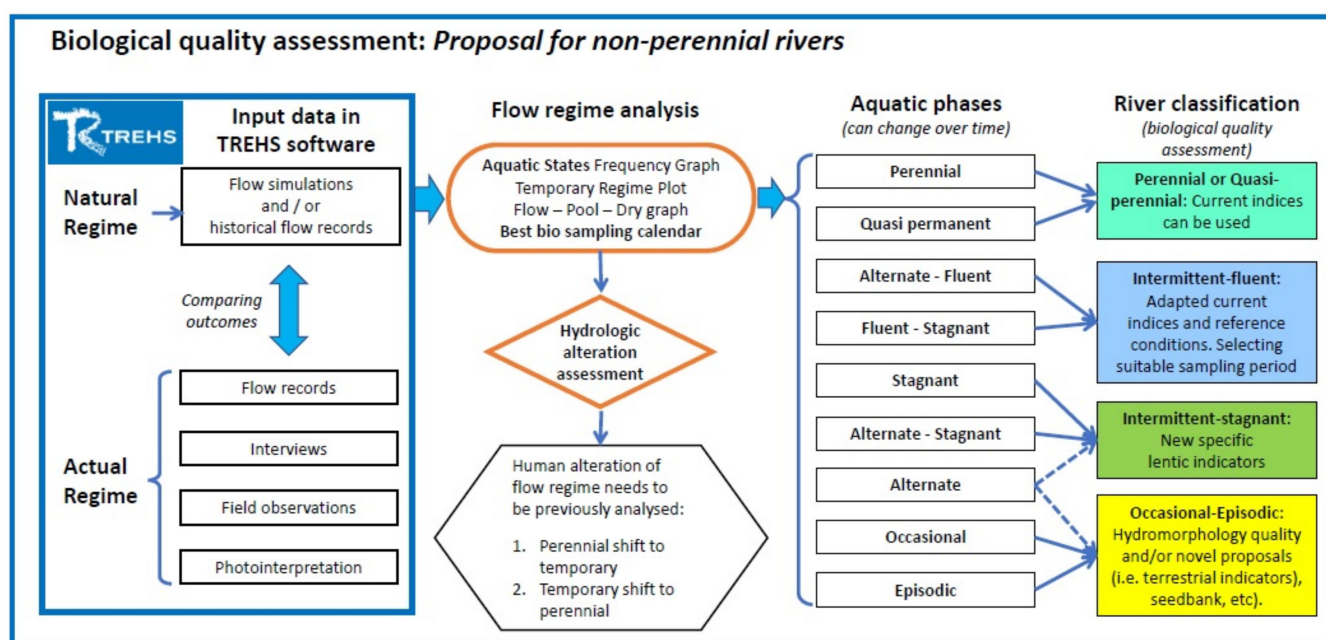 Biological quality assessment: Proposal for non-perennial rivers
TREHS
Input data in
TREHS software
Natural
Regime
Flow simulations
and / or
historical flow records
Comparing
outcomes
Actual
Regime
Flow records
Interviews
Field observations
Photointerpretation
Flow regime analysis
Aquatic States Frequency Graph
Temporary Regime Plot
Flow – Pool – Dry graph
Best bio sampling calendar
Hydrologic
alteration
assessment
Human alteration of
flow regime needs to
be previously analysed:
1. Perennial shift to
temporary
2. Temporary shift to
perennial
Aquatic phases
(can change over time)
Perennial
Quasi permanent
Alternate - Fluent
Fluent - Stagnant
Stagnant
Alternate - Stagnant
Alternate
Occasional
Episodic
River classification
(biological quality
assessment)
Perennial or Quasi-
perennial: Current indices
can be used
Intermittent-fluent:
Adapted current
indices and reference
conditions. Selecting
suitable sampling period
Intermittent-stagnant:
New specific
lentic indicators
Occasional-Episodic:
Hydromorphology quality
and/or novel proposals
(i.e. terrestrial indicators),
seedbank, etc).